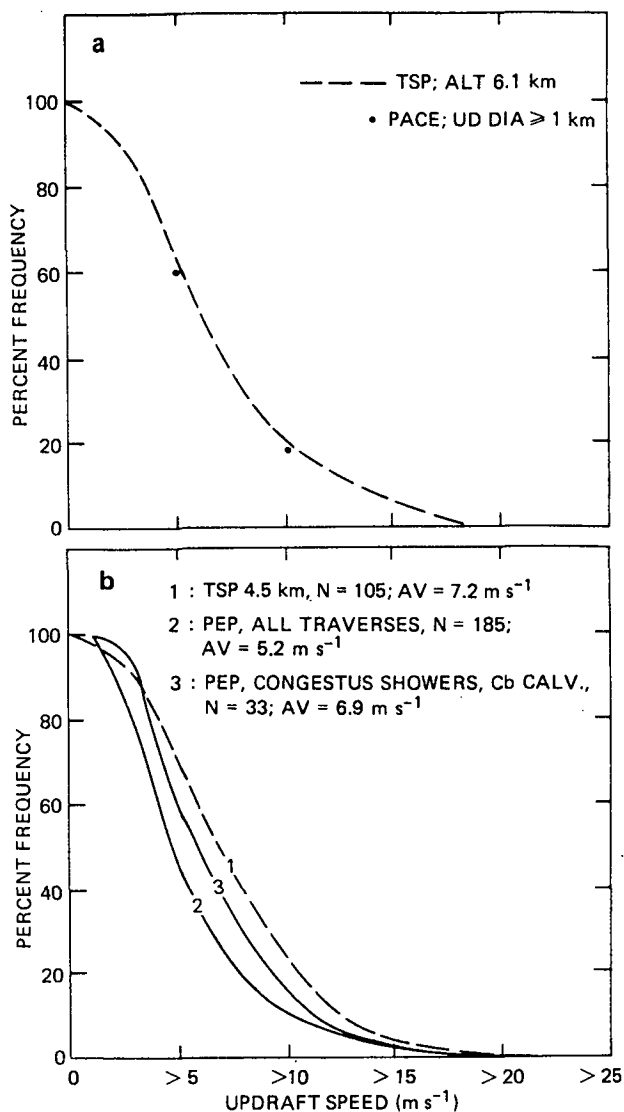 a
TSP; ALT 6.1 km
PACE; UD DIA ⩾ 1 km
100
80
60
40
20
0
PERCENT FREQUENCY
b
1 : TSP 4.5 km, N = 105; AV = 7.2 m s⁻¹
2 : PEP, ALL TRAVERSES, N = 185;
AV = 5.2 m s⁻¹
3 : PEP, CONGESTUS SHOWERS, Cb CALV.,
N = 33; AV = 6.9 m s⁻¹
100
80
60
40
20
0
PERCENT FREQUENCY
1
3
2
0 >5 >10 >15 >20 >25
UPDRAFT SPEED (m s⁻¹)